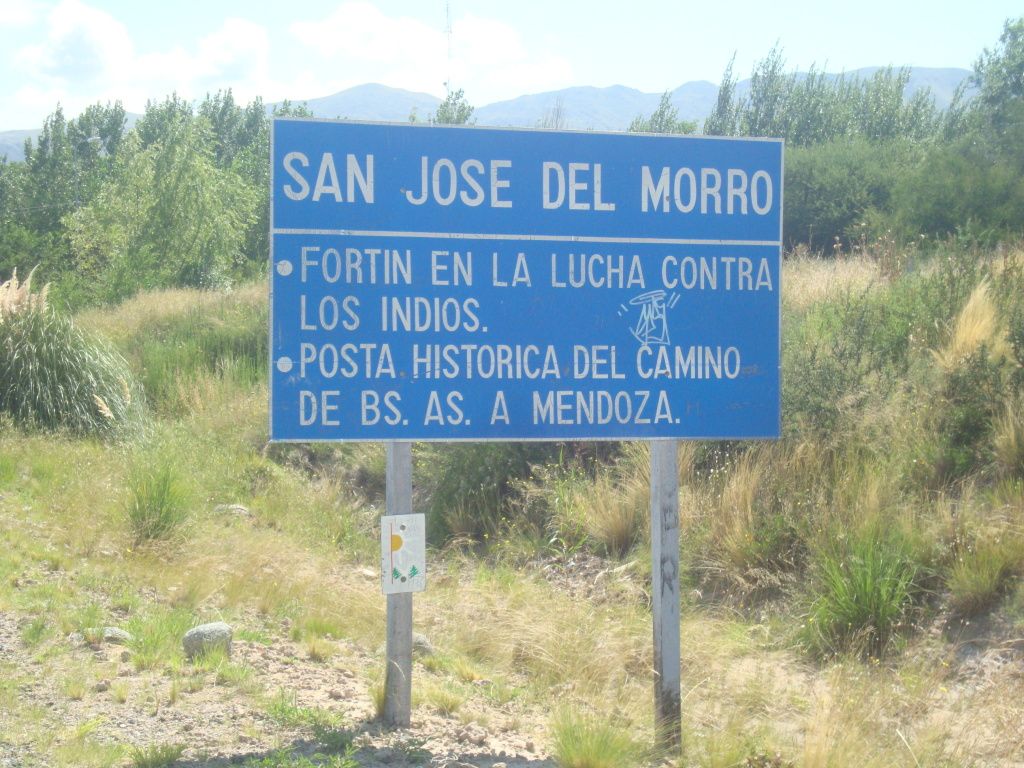 SAN JOSE DEL MORRO
FORTIN EN LA LUCHA CONTRA
LOS INDIOS.
POSTA HISTORICA DEL CAMINO
DE BS. AS. A MENDOZA.